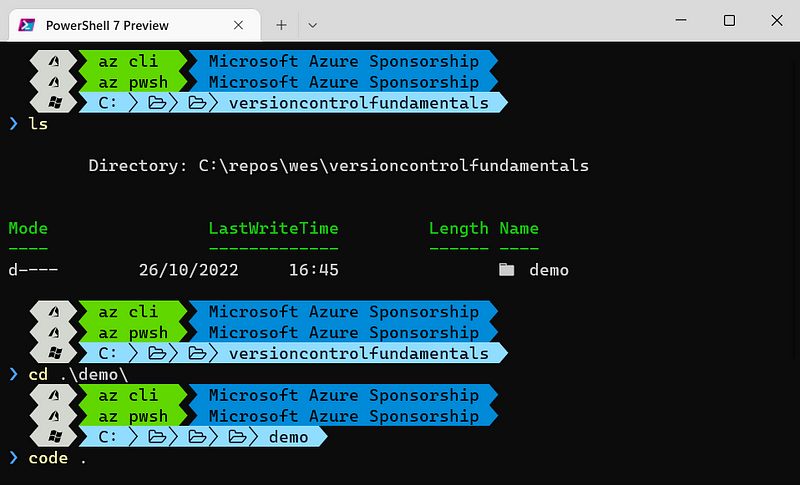 PowerShell 7 Preview
az cli Microsoft Azure Sponsorship
az pwsh Microsoft Azure Sponsorship
C: versioncontrolfundamentals
❯ ls
Directory: C:\repos\wes\versioncontrolfundamentals
Mode LastWriteTime Length Name
---- ------------- ------ ----
d---- 26/10/2022 16:45 demo
az cli Microsoft Azure Sponsorship
az pwsh Microsoft Azure Sponsorship
C: versioncontrolfundamentals
❯ cd .\demo\
az cli Microsoft Azure Sponsorship
az pwsh Microsoft Azure Sponsorship
C: demo
❯ code .